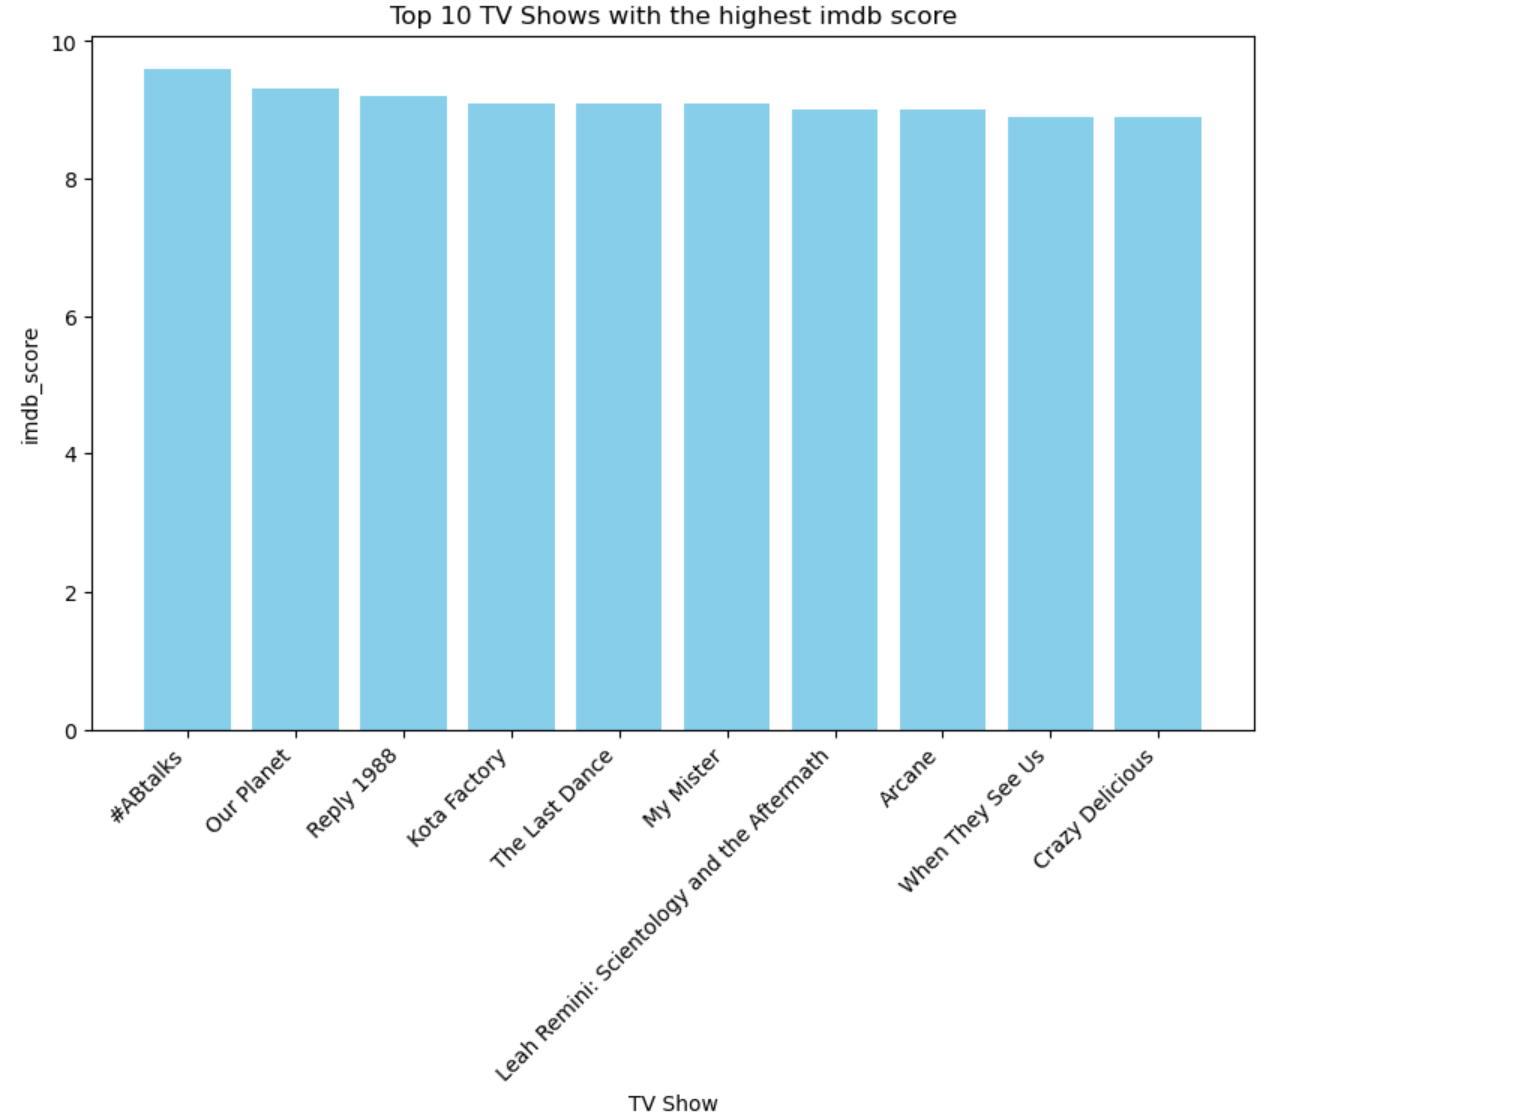 Top 10 TV Shows with the highest imdb score
imdb_score
10
8
6
4
2
0
#ABtalks
Our Planet
Reply 1988
Kota Factory
The Last Dance
My Mister
Leah Remini: Scientology and the Aftermath
Arcane
When They See Us
Crazy Delicious
TV Show